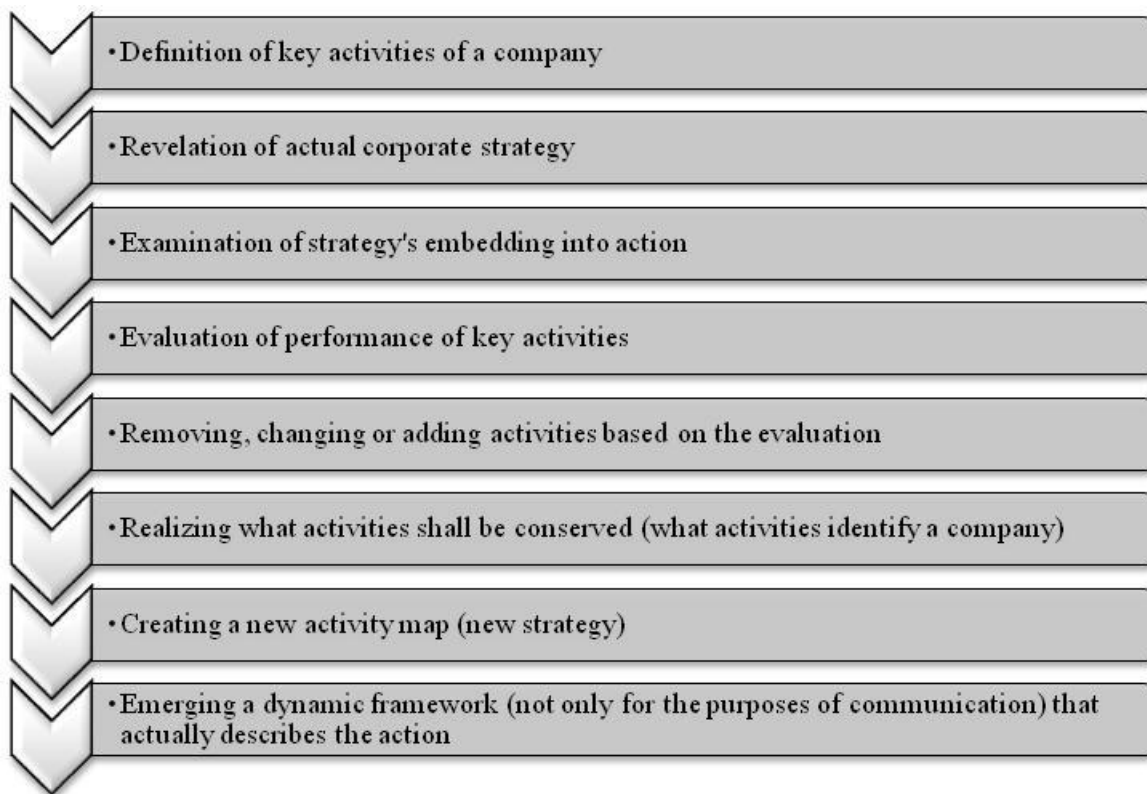 •Definition of key activities of a company
•Revelation of actual corporate strategy
•Examination of strategy's embedding into action
•Evaluation of performance of key activities
•Removing, changing or adding activities based on the evaluation
•Realizing what activities shall be conserved (what activities identify a company)
•Creating a new activity map (new strategy)
•Emerging a dynamic framework (not only for the purposes of communication) that
actually describes the action